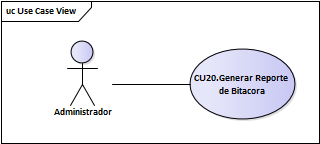 uc Use Case View
CU20.Generar Reporte
de Bitacora
Administrador